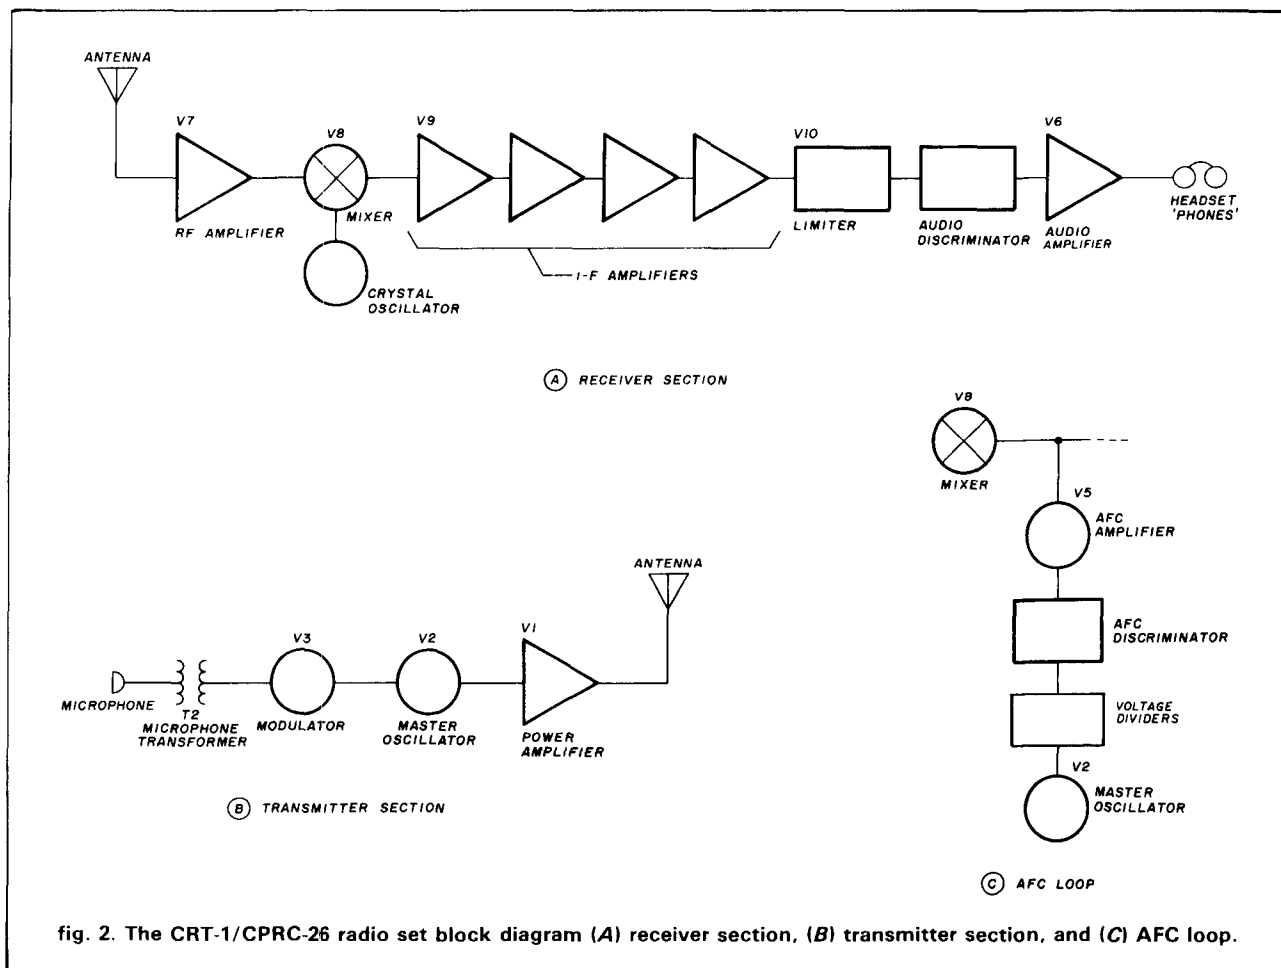 ANTENNA
V7
RF AMPLIFIER
V8
MIXER
CRYSTAL
OSCILLATOR
V9
I-F AMPLIFIERS
V10
LIMITER
AUDIO
DISCRIMINATOR
V6
AUDIO
AMPLIFIER
HEADSET
'PHONES'
A RECEIVER SECTION
MICROPHONE
T2
MICROPHONE
TRANSFORMER
V3
MODULATOR
V2
MASTER
OSCILLATOR
V1
POWER
AMPLIFIER
ANTENNA
B TRANSMITTER SECTION
V8
MIXER
V5
AFC
AMPLIFIER
AFC
DISCRIMINATOR
VOLTAGE
DIVIDERS
V2
MASTER
OSCILLATOR
C AFC LOOP
fig. 2. The CRT-1/CPRC-26 radio set block diagram (A) receiver section, (B) transmitter section, and (C) AFC loop.